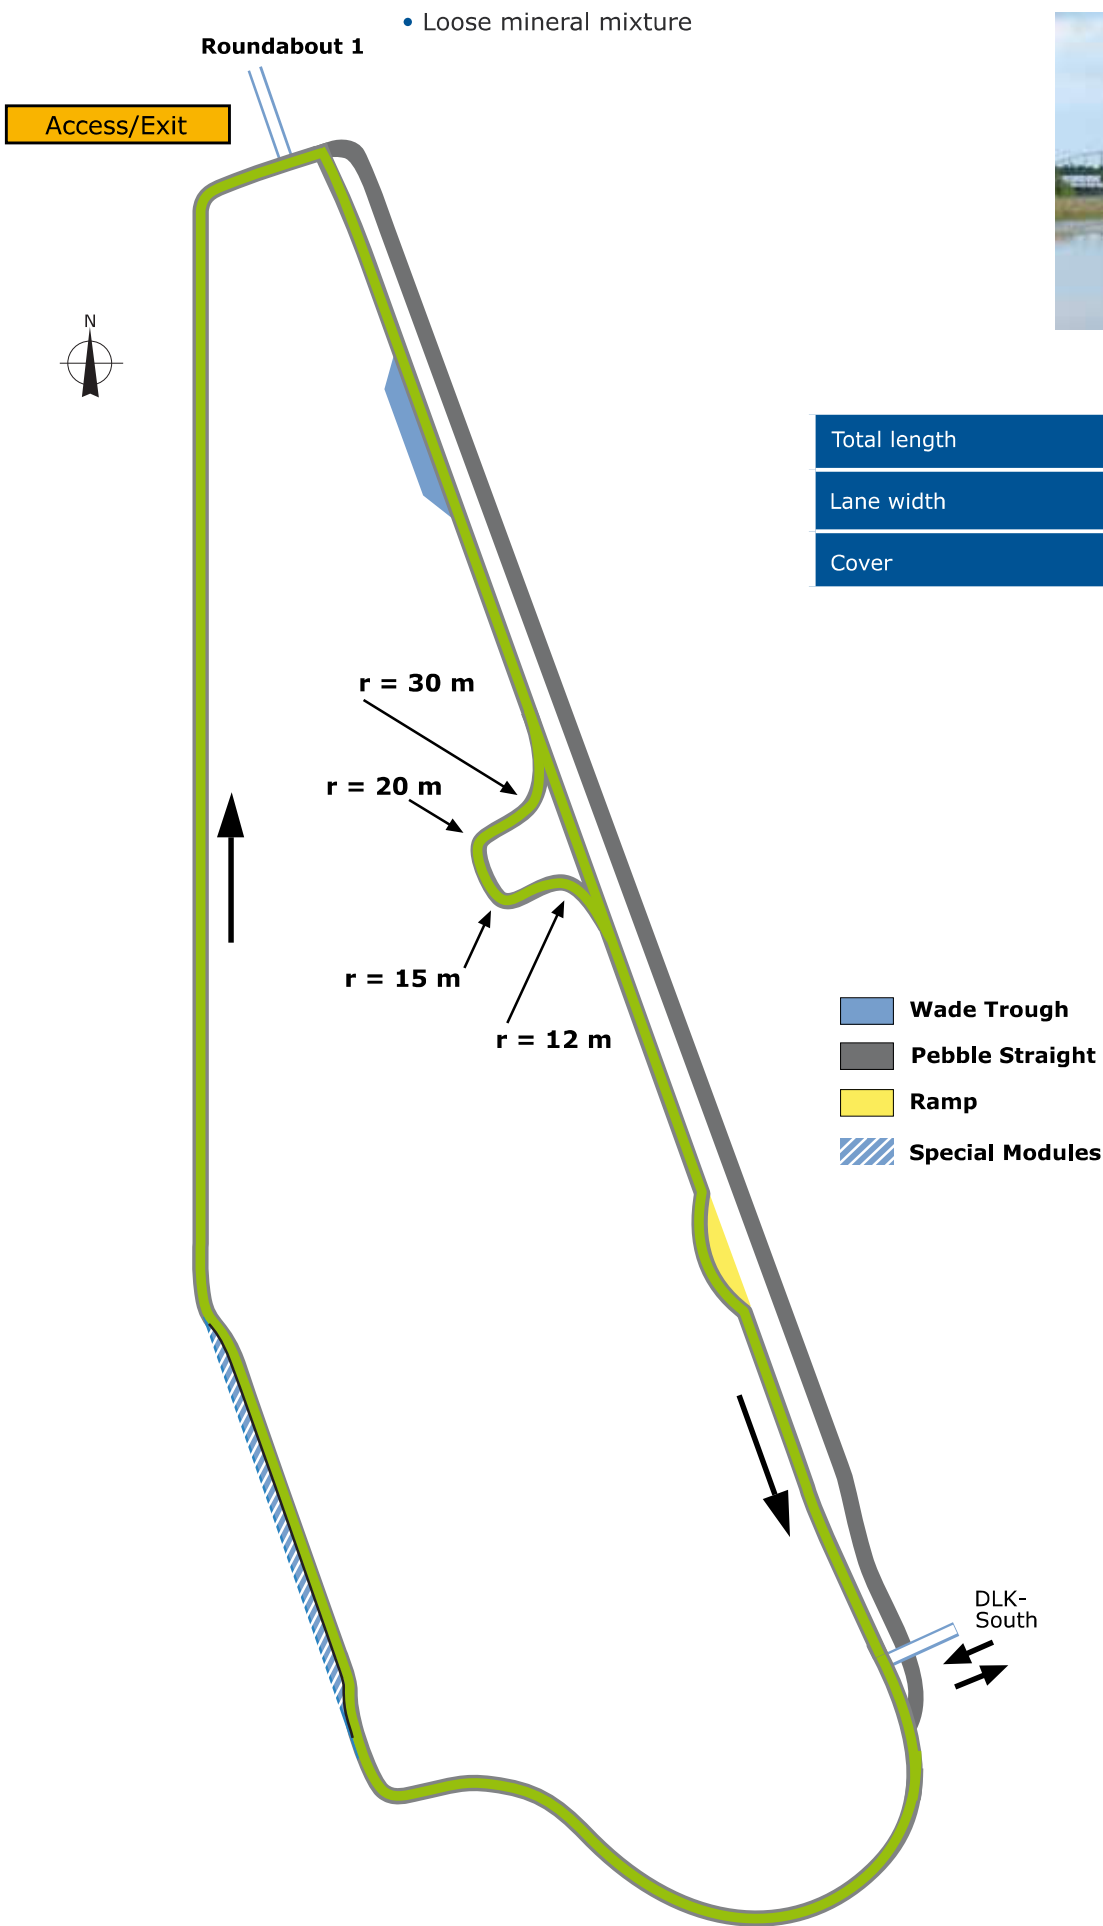 • Loose mineral mixture
Roundabout 1
Access/Exit
N
Total length
Lane width
Cover
r = 30 m
r = 20 m
r = 15 m
r = 12 m
Wade Trough
Pebble Straight
Ramp
Special Modules
DLK-
South